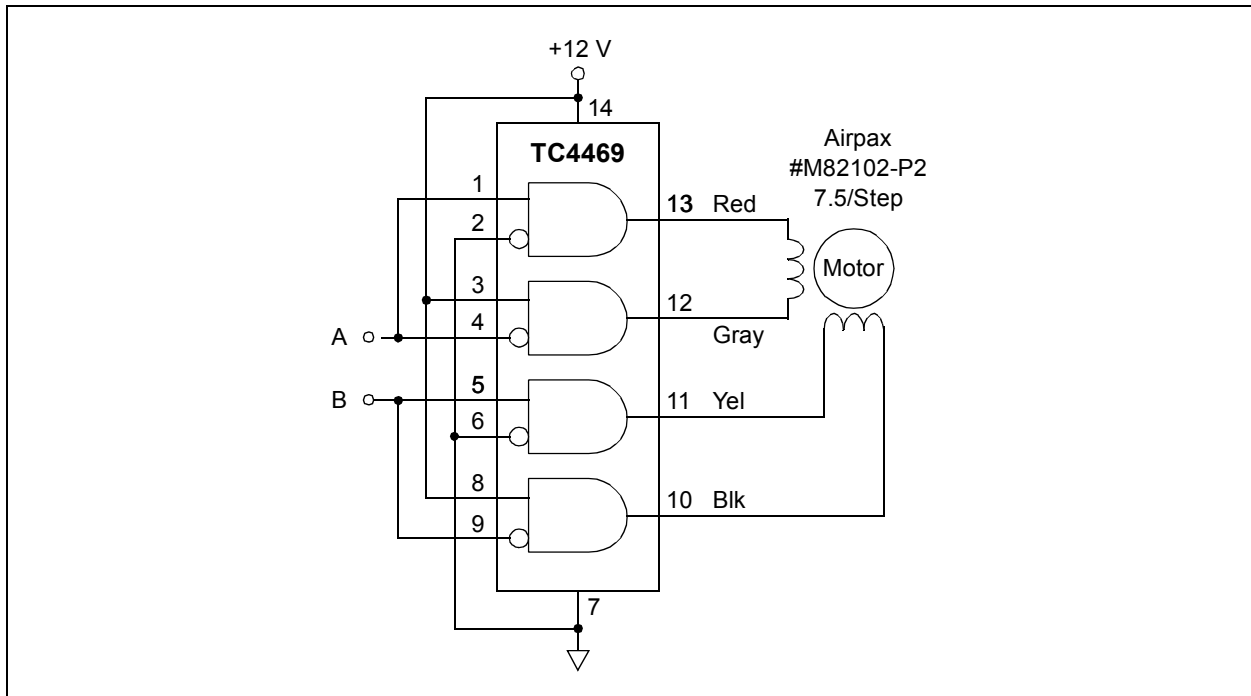 +12 V
14
TC4469
Airpax
#M82102-P2
7.5/Step
1
13 Red
2
Motor
3
12
A
4
Gray
B
5
11 Yel
6
8
10 Blk
9
7